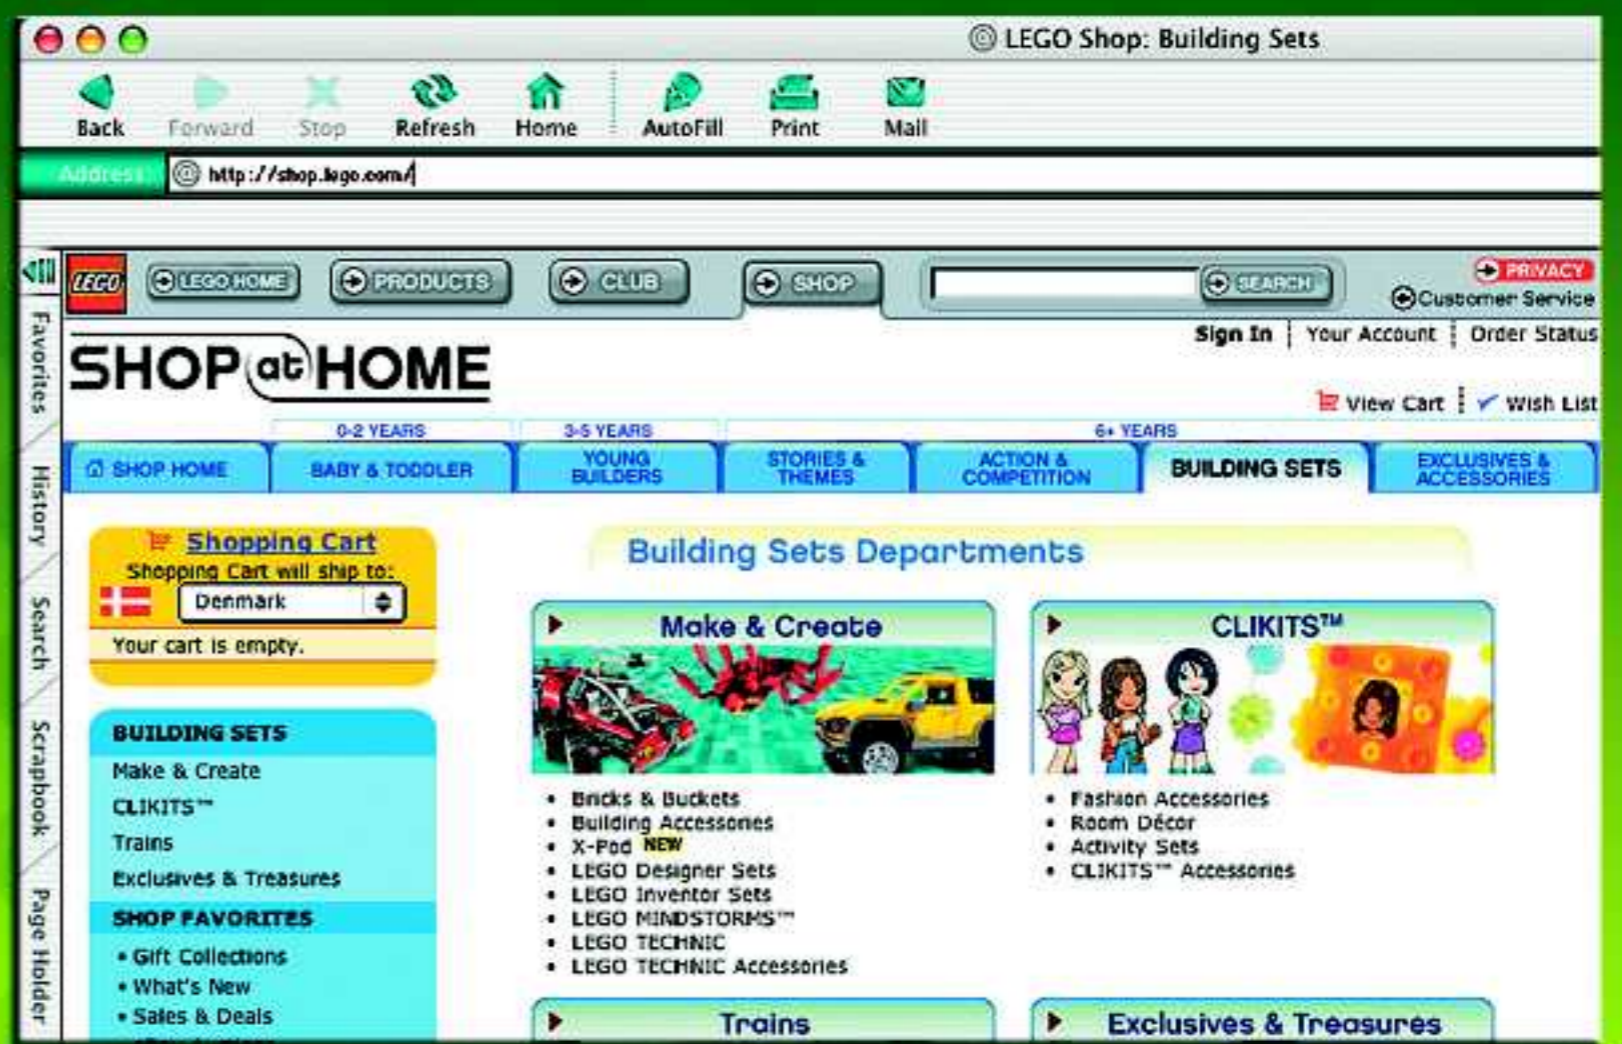 @ LEGO Shop: Building Sets
Back Forward Stop Refresh Home AutoFill Print Mail
Address: @ http://shop.lego.com/
LEGO LEGO HOME PRODUCTS CLUB SHOP SEARCH PRIVACY
Customer Service
Sign In Your Account Order Status
SHOP at HOME
View Cart Wish List
0-2 YEARS 3-5 YEARS 6+ YEARS
SHOP HOME
BABY & TODDLER
YOUNG
BUILDERS
STORIES &
THEMES
ACTION &
COMPETITION
BUILDING SETS
EXCLUSIVES &
ACCESSORIES
Favorites
History
Search
Scrapbook
Page Holder
Shopping Cart
Shopping Cart will ship to:
Denmark
Your cart is empty.
BUILDING SETS
Make & Create
CLIKITS™
Trains
Exclusives & Treasures
SHOP FAVORITES
• Gift Collections
• What's New
• Sales & Deals
Building Sets Departments
Make & Create
• Bricks & Buckets
• Building Accessories
• X-Pod NEW
• LEGO Designer Sets
• LEGO Inventor Sets
• LEGO MINDSTORMS™
• LEGO TECHNIC
• LEGO TECHNIC Accessories
CLIKITS™
• Fashion Accessories
• Room Décor
• Activity Sets
• CLIKITS™ Accessories
Trains
Exclusives & Treasures